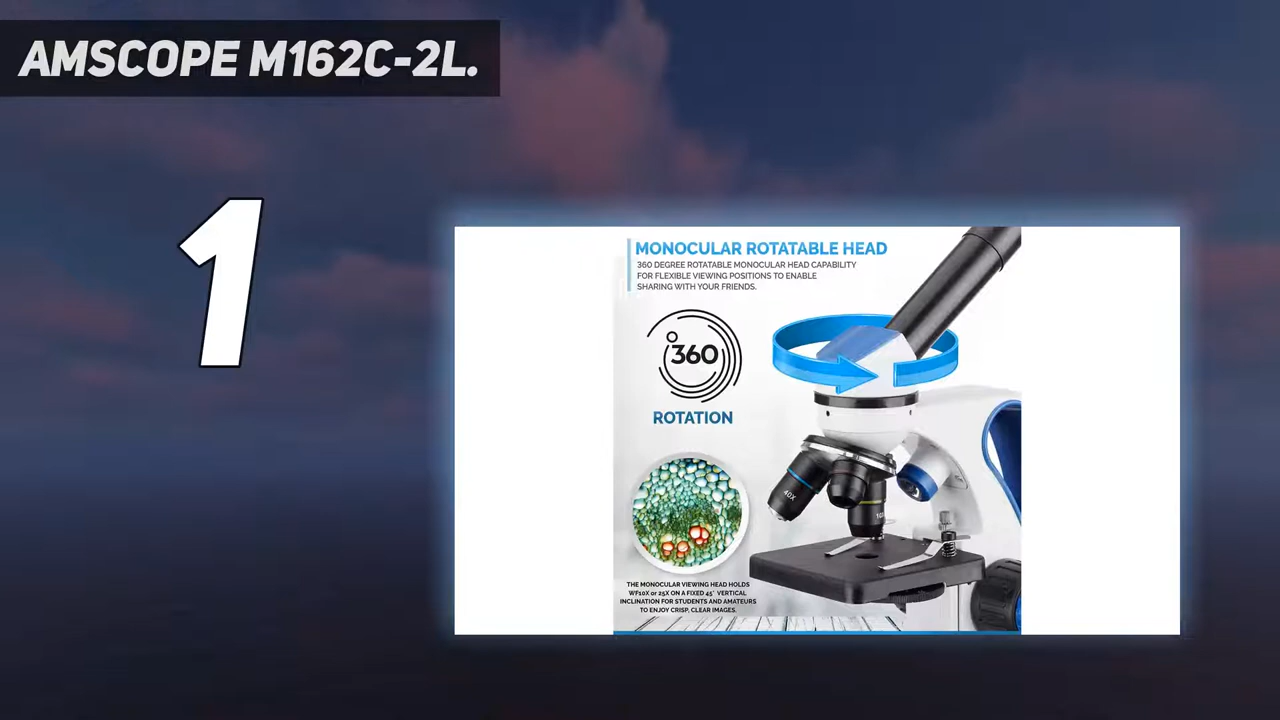 AMSCOPE M162C-2L.
1
MONOCULAR ROTATABLE HEAD
360 DEGREE ROTATABLE MONOCULAR HEAD CAPABILITY
FOR FLEXIBLE VIEWING POSITIONS TO ENABLE
SHARING WITH YOUR FRIENDS.
360
ROTATION
40X
THE MONOCULAR VIEWING HEAD HOLDS
WF10X or 25X ON A FIXED 45° VERTICAL
INCLINATION FOR STUDENTS AND AMATEURS
TO ENJOY CRISP, CLEAR IMAGES.